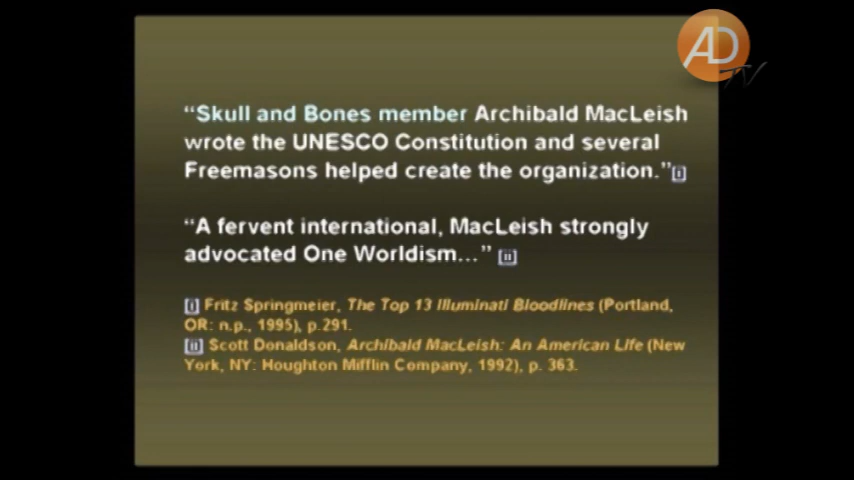 AD
TV
“Skull and Bones member Archibald MacLeish
wrote the UNESCO Constitution and several
Freemasons helped create the organization.”[i]
“A fervent international, MacLeish strongly
advocated One Worldism...” [ii]
[i] Fritz Springmeier, The Top 13 Illuminati Bloodlines (Portland,
OR: n.p., 1995), p.291.
[ii] Scott Donaldson, Archibald MacLeish: An American Life (New
York, NY: Houghton Mifflin Company, 1992), p. 363.